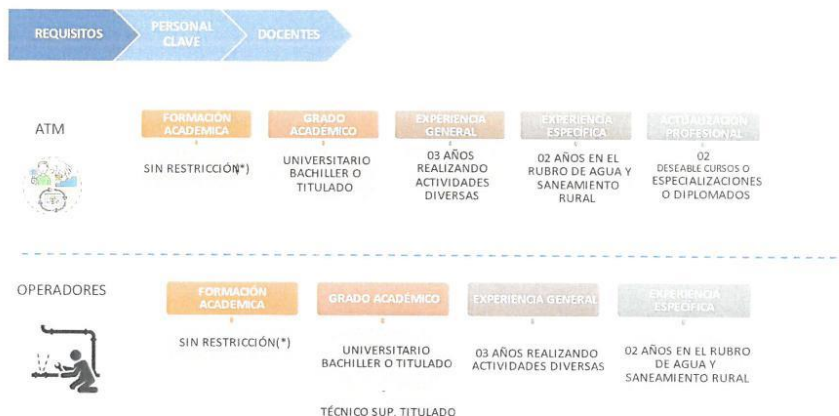 REQUISITOS
PERSONAL
CLAVE
DOCENTES
ATM
FORMACIÓN
ACADEMICA
SIN RESTRICCIÓN(*)
GRADO
ACADÉMICO
UNIVERSITARIO
BACHILLER O
TITULADO
EXPERIENCIA
GENERAL
03 AÑOS
REALIZANDO
ACTIVIDADES
DIVERSAS
EXPERIENCIA
ESPECÍFICA
02 AÑOS EN EL
RUBRO DE AGUA Y
SANEAMIENTO
RURAL
ACTUALIZACIÓN
PROFESIONAL
02
DESEABLE CURSOS O
ESPECIALIZACIONES
O DIPLOMADOS
OPERADORES
FORMACIÓN
ACADEMICA
SIN RESTRICCIÓN(*)
GRADO ACADÉMICO
UNIVERSITARIO
BACHILLER O TITULADO
TÉCNICO SUP. TITULADO
EXPERIENCIA GENERAL
03 AÑOS REALIZANDO
ACTIVIDADES DIVERSAS
EXPERIENCIA
ESPECÍFICA
02 AÑOS EN EL RUBRO
DE AGUA Y
SANEAMIENTO RURAL